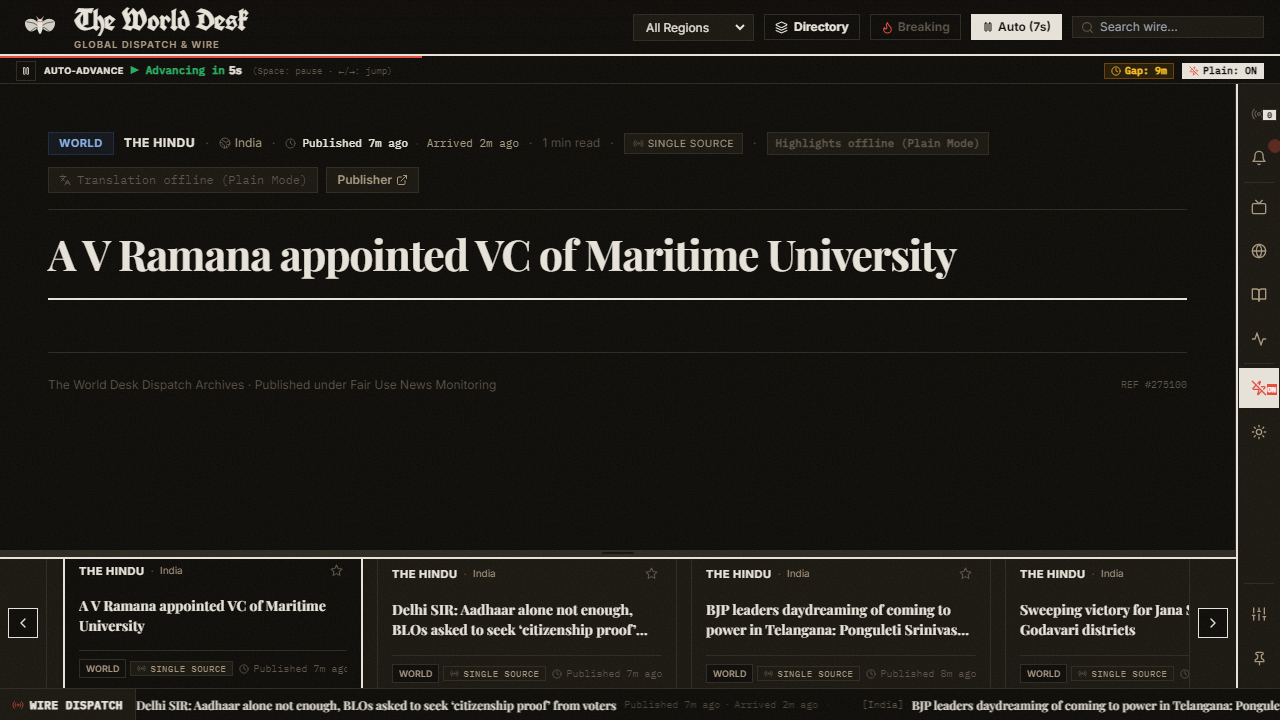 The World Desk
GLOBAL DISPATCH & WIRE
All Regions
Directory
Breaking
Auto (7s)
Search wire...
AUTO-ADVANCE ▶ Advancing in 5s (Space: pause · ←/→: jump)
Gap: 9m
Plain: ON
0
WORLD THE HINDU · India · Published 7m ago · Arrived 2m ago · 1 min read · SINGLE SOURCE · Highlights offline (Plain Mode)
Translation offline (Plain Mode) Publisher
A V Ramana appointed VC of Maritime University
The World Desk Dispatch Archives · Published under Fair Use News Monitoring
REF #275100
THE HINDU · India
A V Ramana appointed VC of Maritime
University
WORLD SINGLE SOURCE Published 7m ago
THE HINDU · India
Delhi SIR: Aadhaar alone not enough,
BLOs asked to seek ‘citizenship proof’...
WORLD SINGLE SOURCE Published 7m ago
THE HINDU · India
BJP leaders daydreaming of coming to
power in Telangana: Ponguleti Srinivas...
WORLD SINGLE SOURCE Published 8m ago
THE HINDU · India
Sweeping victory for Jana
Godavari districts
WORLD SINGLE SOURCE
WIRE DISPATCH
Delhi SIR: Aadhaar alone not enough, BLOs asked to seek ‘citizenship proof’ from voters Published 7m ago · Arrived 2m ago · [India] BJP leaders daydreaming of coming to power in Telangana: